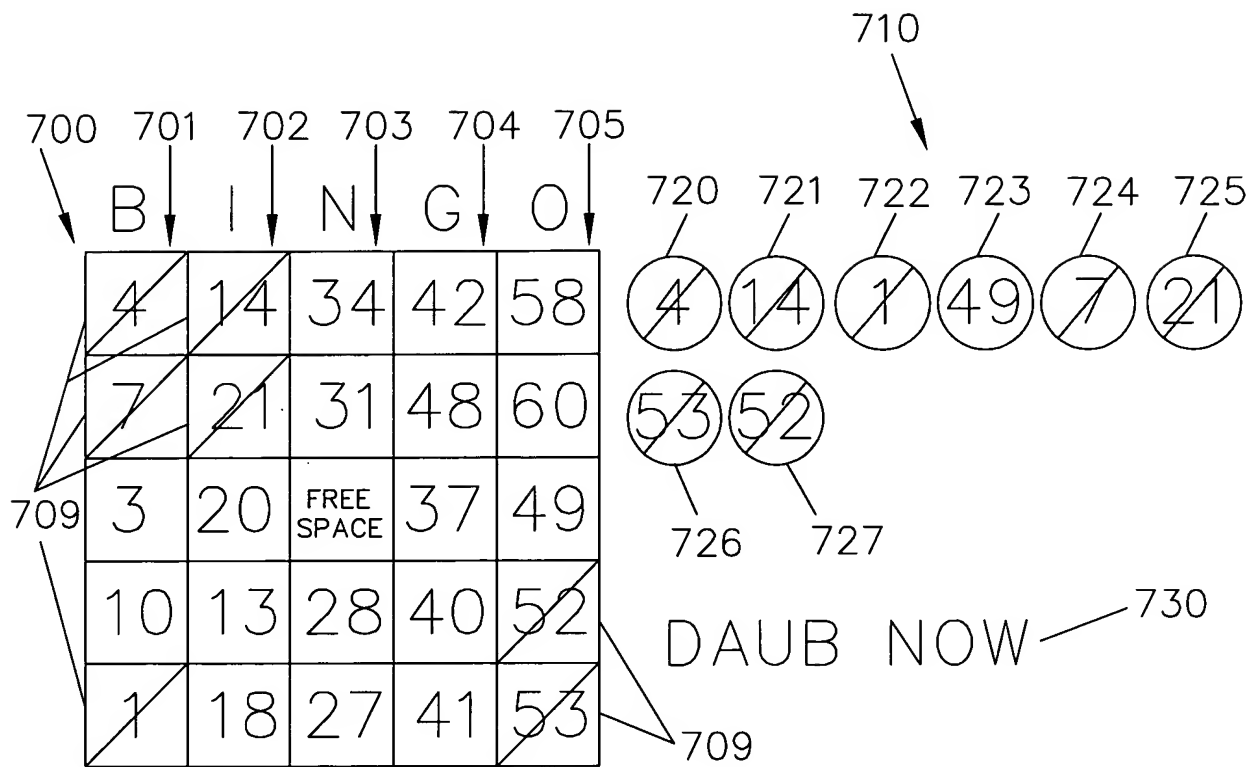 710
700 701 702 703 704 705
B I N G O
720 721 722 723 724 725
4 14 34 42 58
4 14 1 49 7 21
7 21 31 48 60
53 52
709
3 20 FREE SPACE 37 49
726 727
10 13 28 40 52
DAUB NOW 730
1 18 27 41 53
709